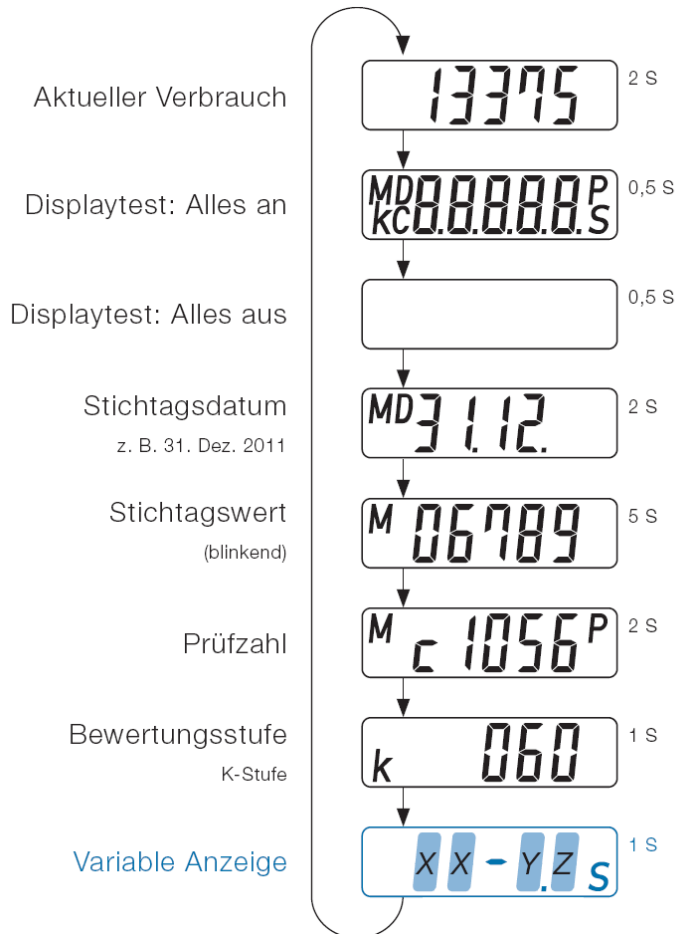 Aktueller Verbrauch
13375
2 S
Displaytest: Alles an
MD
kC
8.8.8.8.8.
P
S
0,5 S
Displaytest: Alles aus
0,5 S
Stichtagsdatum
z. B. 31. Dez. 2011
MD
31.12.
2 S
Stichtagswert
(blinkend)
M
06789
5 S
Prüfzahl
M
c1056
P
2 S
Bewertungsstufe
K-Stufe
k
060
1 S
Variable Anzeige
XX-Y.Z
S
1 S